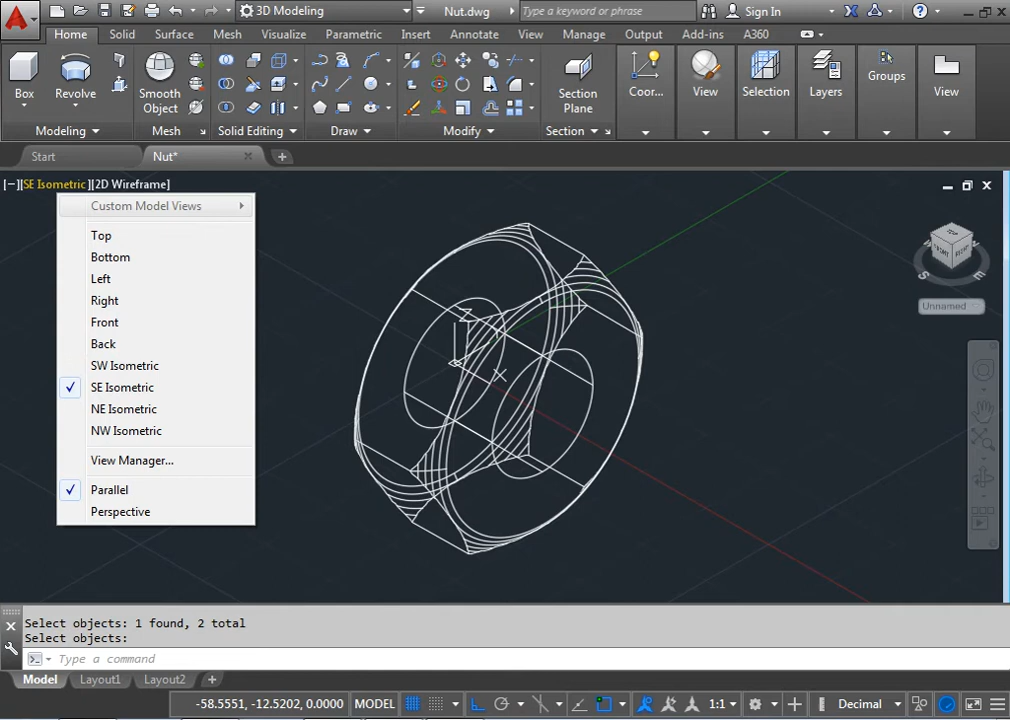 3D Modeling
Nut.dwg
Type a keyword or phrase
Sign In
Home Solid Surface Mesh Visualize Parametric Insert Annotate View Manage Output Add-ins A360
Box Revolve Smooth Object Section Plane Coor... View Selection Layers Groups View
Modeling Mesh Solid Editing Draw Modify Section
Start Nut*
[−][SE Isometric][2D Wireframe]
Custom Model Views
Top
Bottom
Left
Right
Front
Back
SW Isometric
SE Isometric
NE Isometric
NW Isometric
View Manager...
Parallel
Perspective
Z
X
TOP
FRONT RIGHT
S E
Unnamed
Select objects: 1 found, 2 total
Select objects:
Type a command
Model Layout1 Layout2 +
-58.5551, -12.5202, 0.0000 MODEL 1:1 Decimal